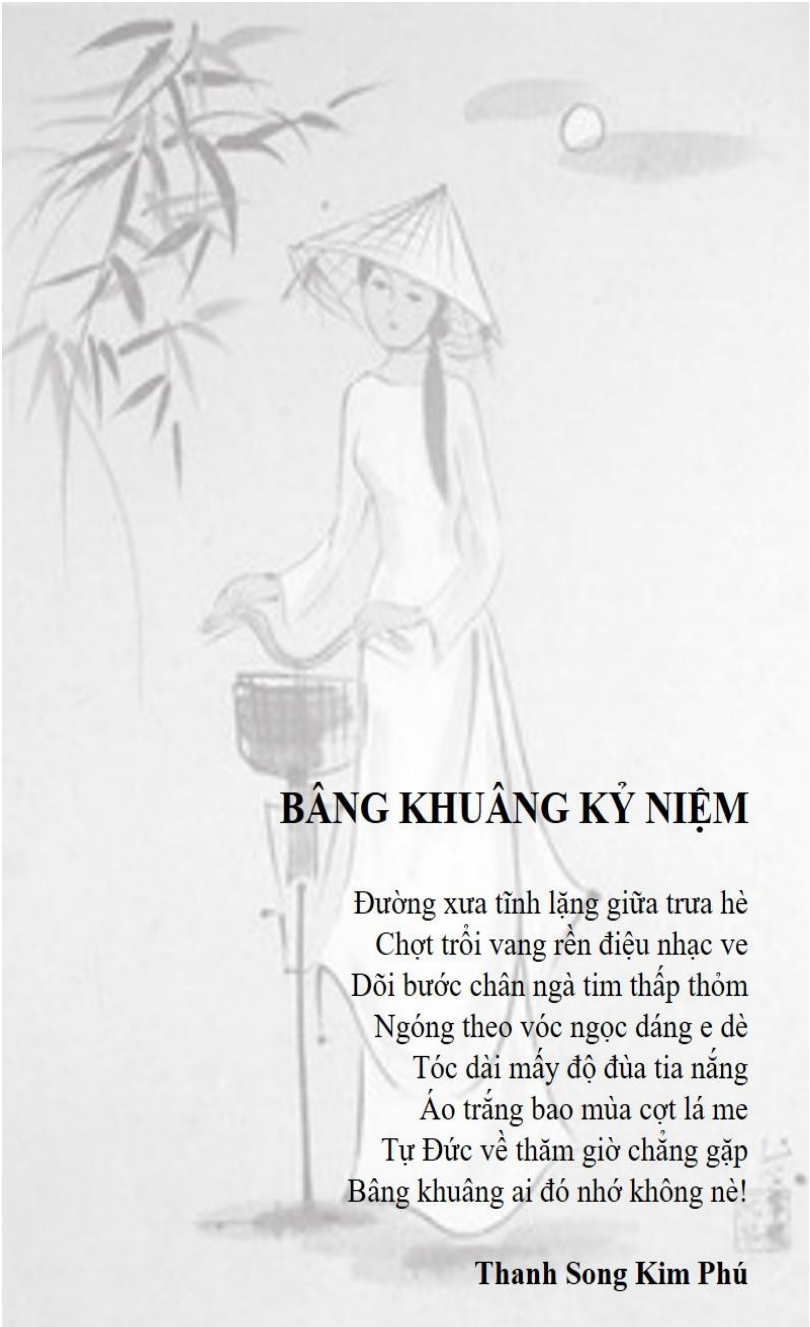 BÂNG KHUÂNG KỶ NIỆM
Đường xưa tĩnh lặng giữa trưa hè
Chợt trổi vang rền điệu nhạc ve
Dõi bước chân ngà tim thấp thỏm
Ngóng theo vóc ngọc dáng e dè
Tóc dài mấy độ đùa tia nắng
Áo trắng bao mùa cợt lá me
Tự Đức về thăm giờ chẳng gặp
Bâng khuâng ai đó nhớ không nè!
Thanh Song Kim Phú